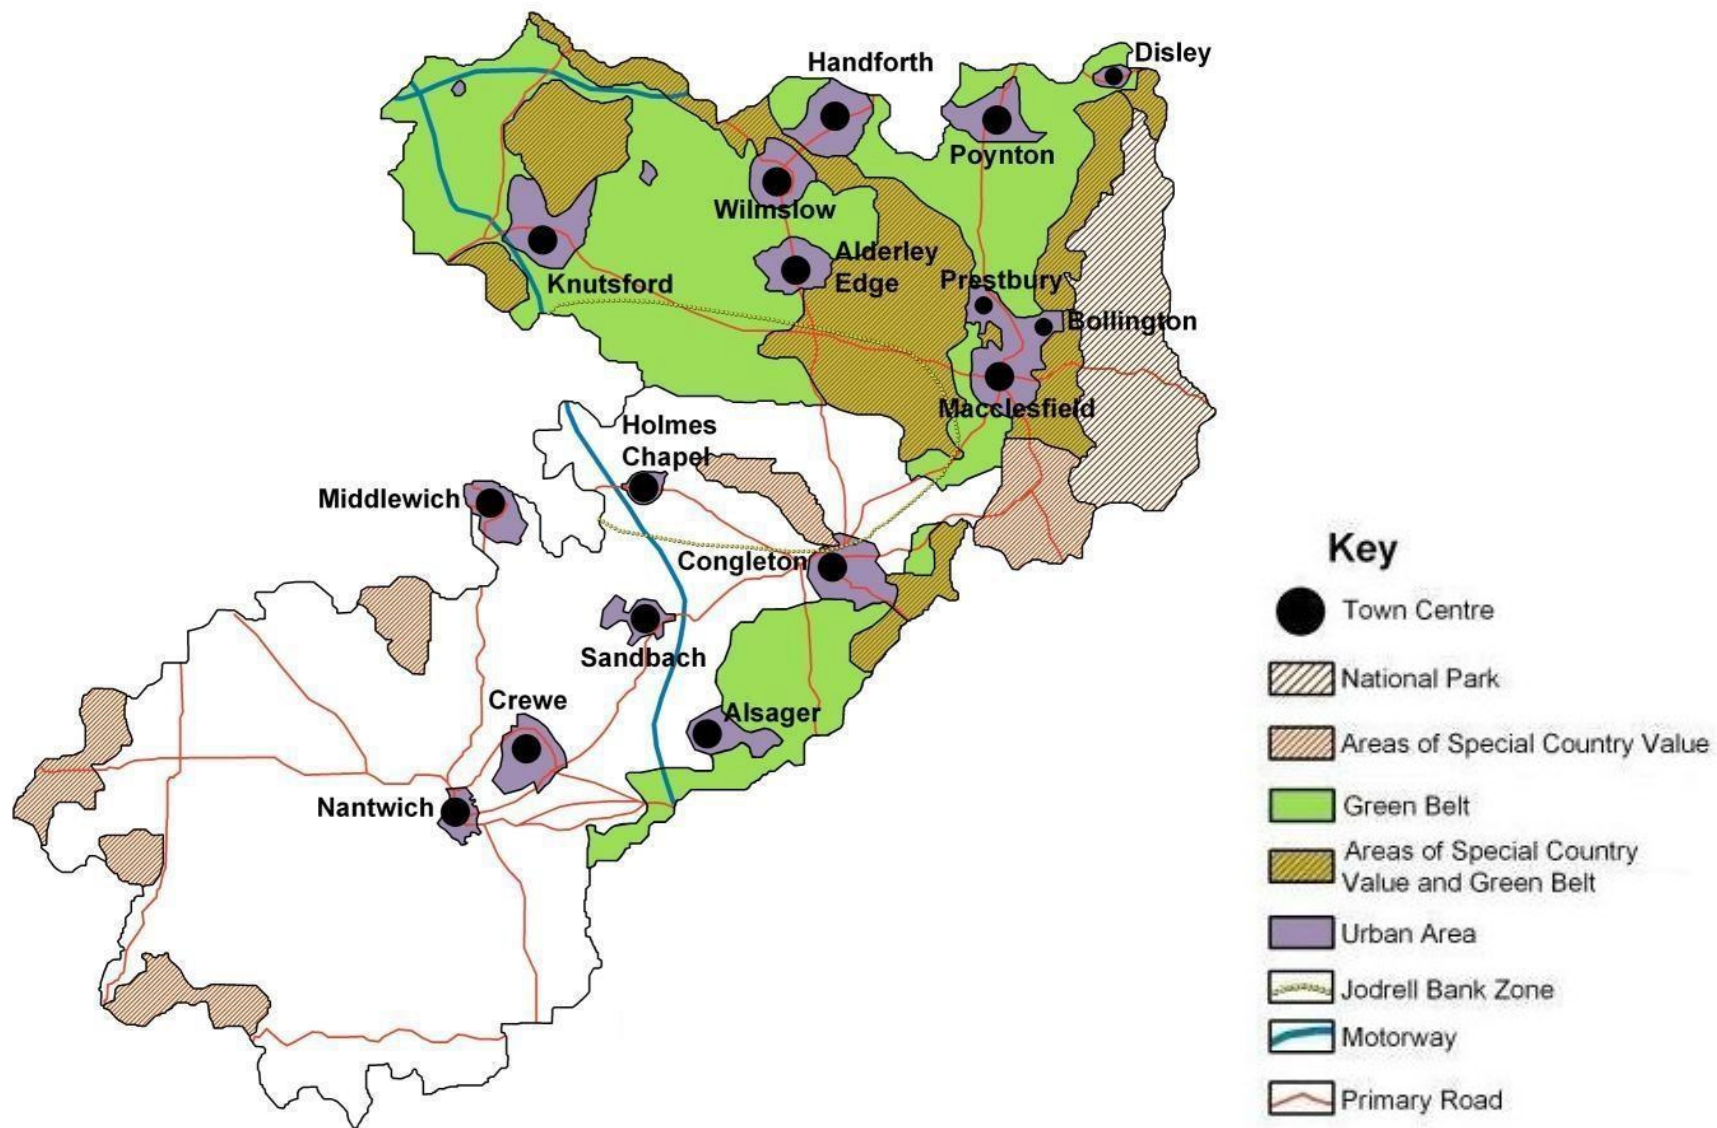 Disley
Handforth
Poynton
Wilmslow
Alderley
Edge
Prestbury
Knutsford
Bollington
Macclesfield
Holmes
Chapel
Middlewich
Congleton
Sandbach
Crewe
Alsager
Nantwich
Key
Town Centre
National Park
Areas of Special Country Value
Green Belt
Areas of Special Country
Value and Green Belt
Urban Area
Jodrell Bank Zone
Motorway
Primary Road